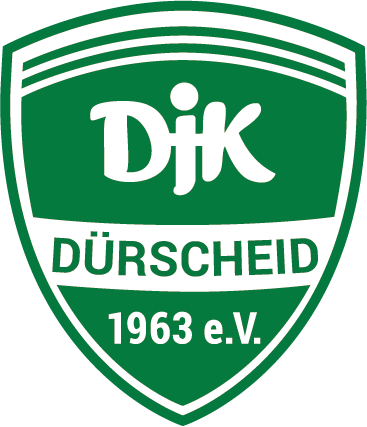 DjK
DÜRSCHEID
1963 e.V.